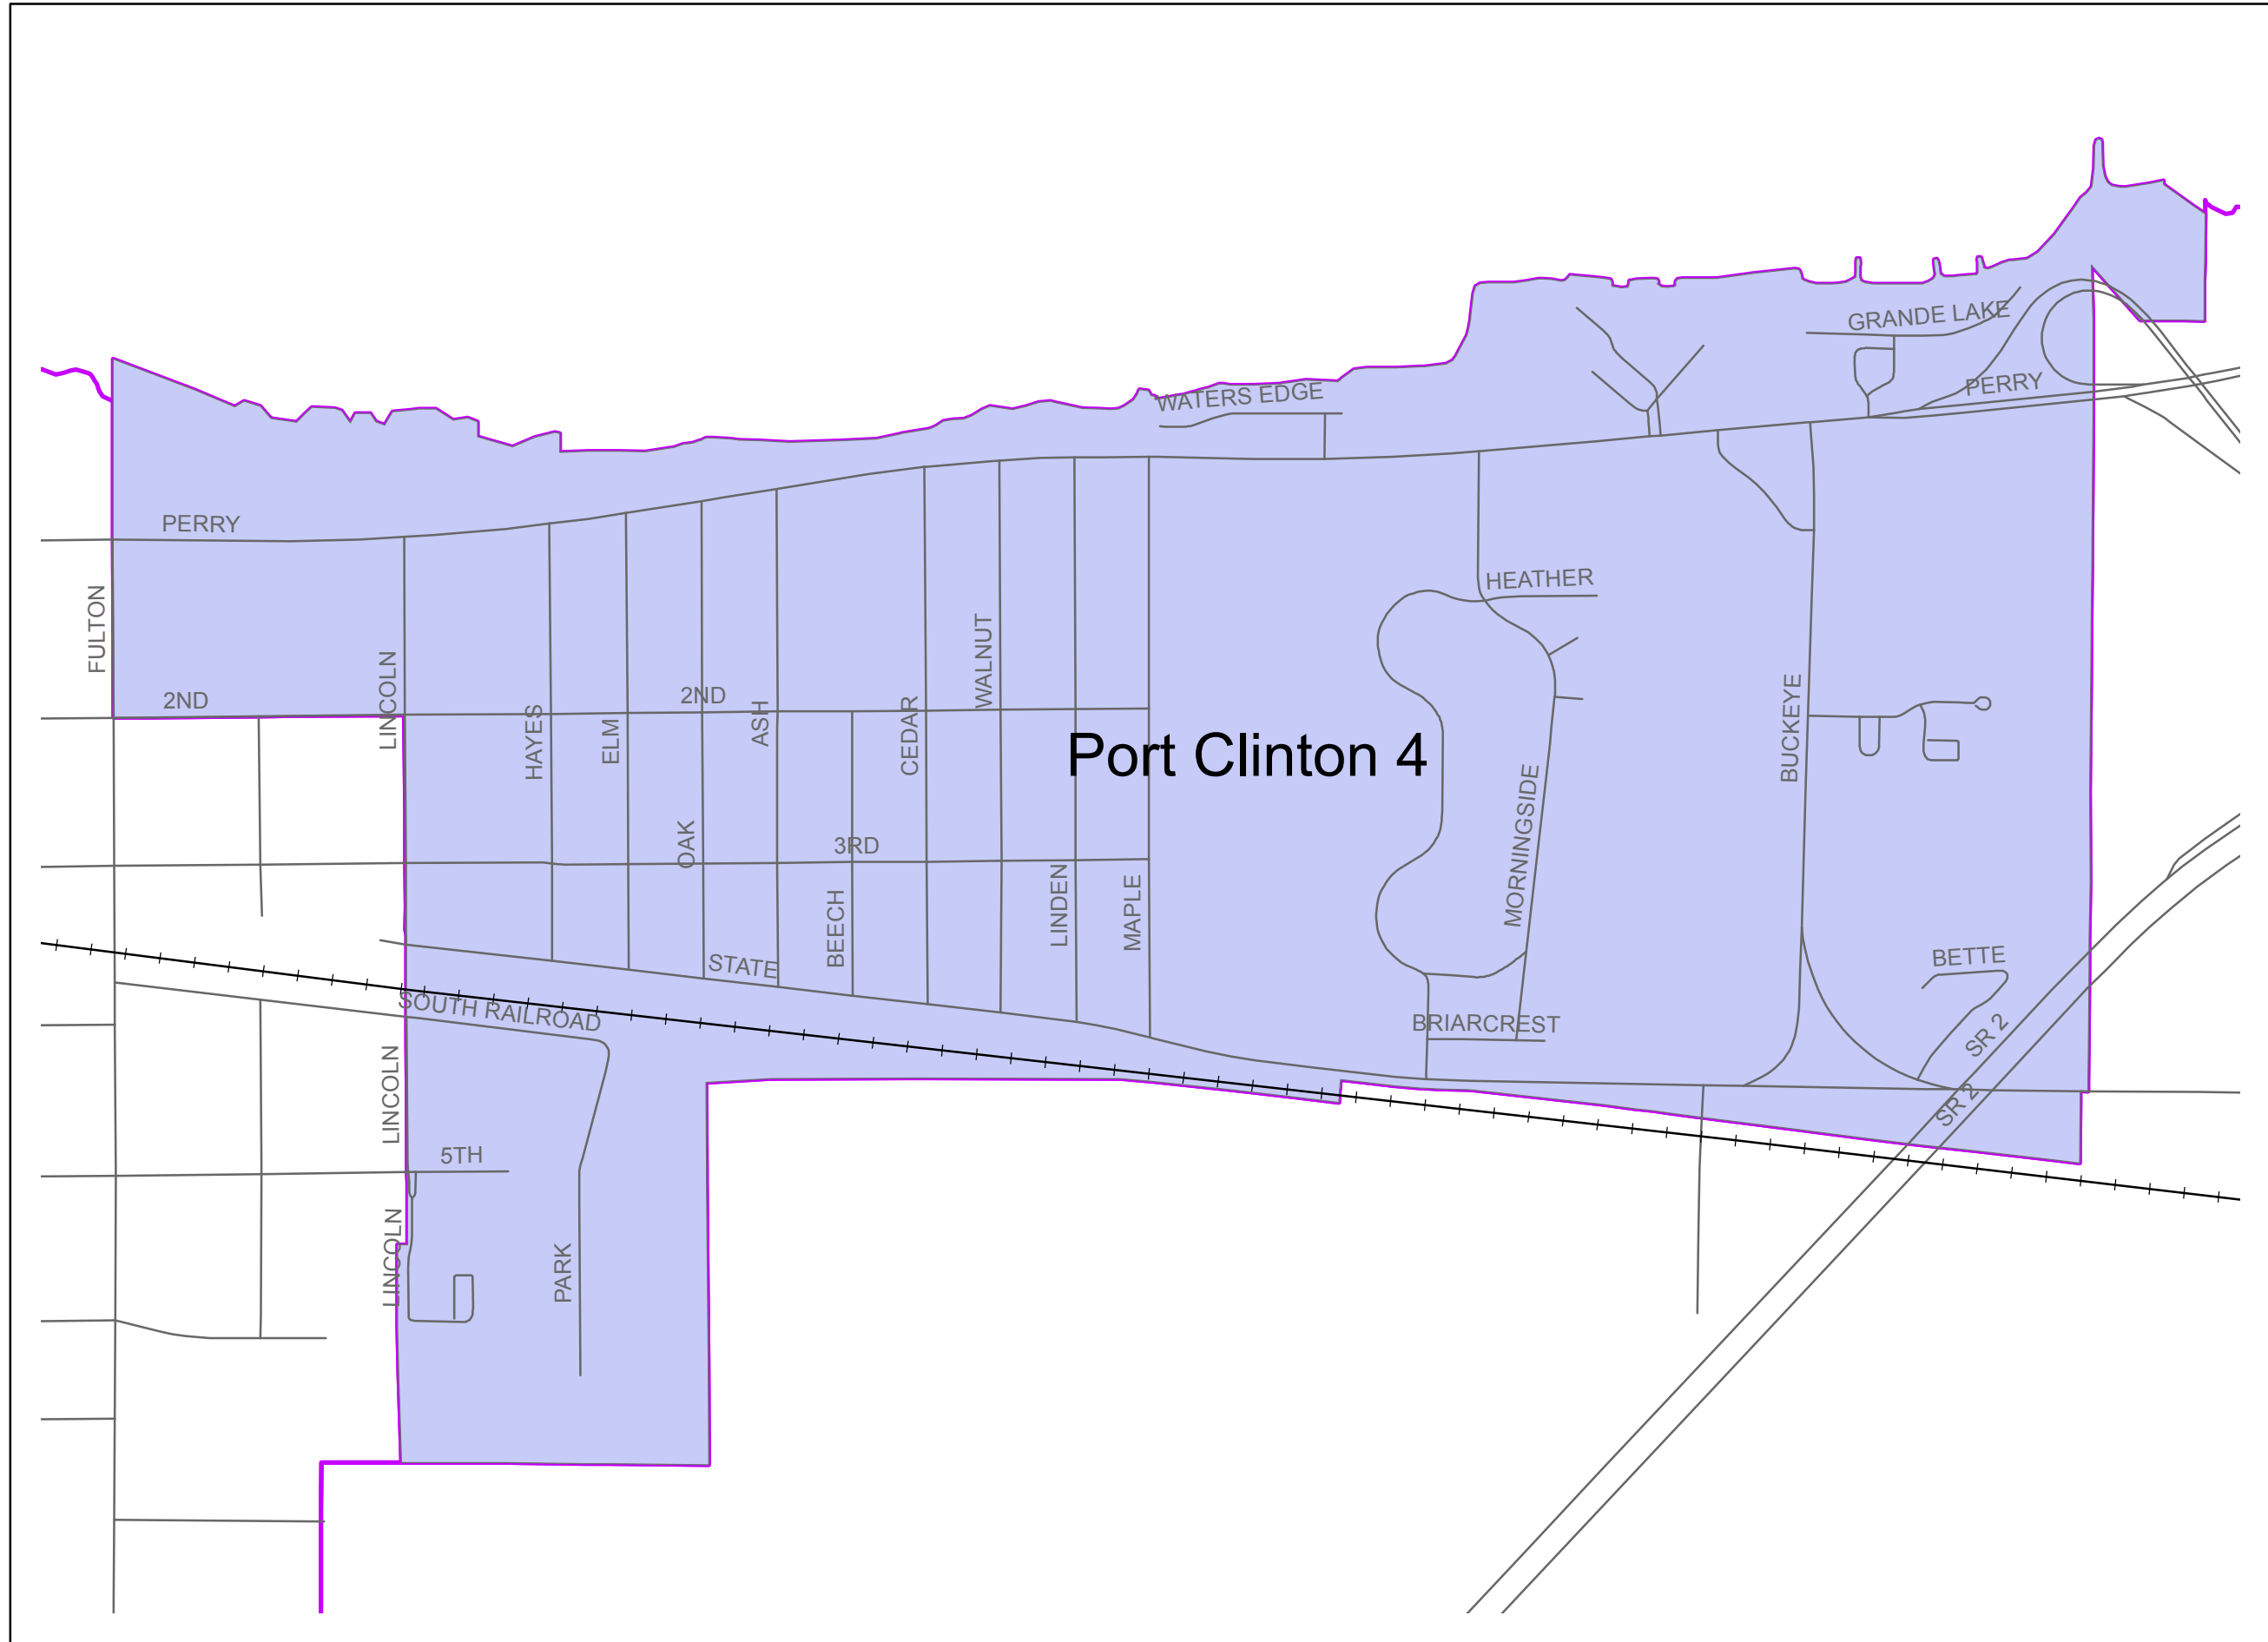 GRANDE LAKE
PERRY
WATERS EDGE
PERRY
HEATHER
FULTON
WALNUT
LINCOLN
2ND
2ND
HAYES
ELM
ASH
CEDAR
BUCKEYE
Port Clinton 4
MORNINGSIDE
OAK
3RD
BEECH
LINDEN
MAPLE
STATE
BETTE
SOUTH RAILROAD
BRIARCREST
SR 2
SR 2
LINCOLN
5TH
LINCOLN
PARK